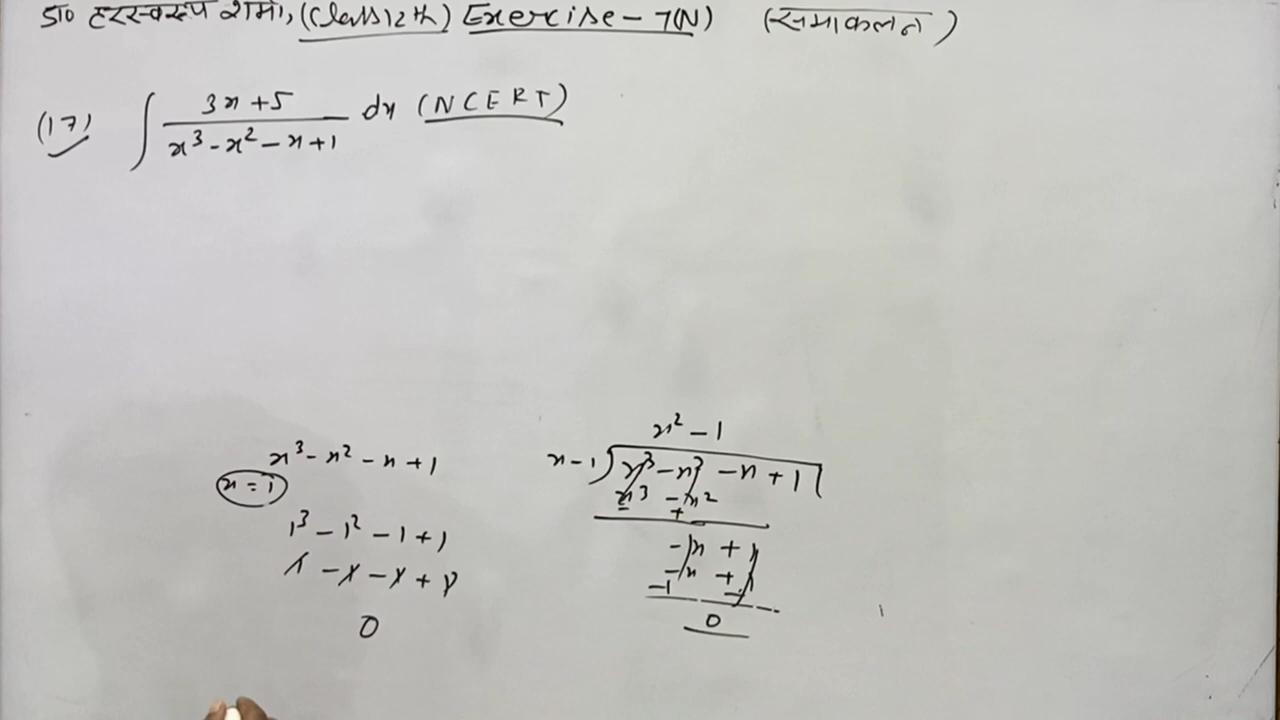 डा० हरस्वरूप शर्मा, (Class 12th) Exercise - 7(N) (समाकलन)
(17) ∫ (3x+5)/(x³-x²-x+1) dx (NCERT)
x³-x²-x+1
x=1
1³-1²-1+1
1-1-1+1
0
x²-1
x-1)x³-x²-x+1
x³-x²
- +
-x+1
-x+1
0